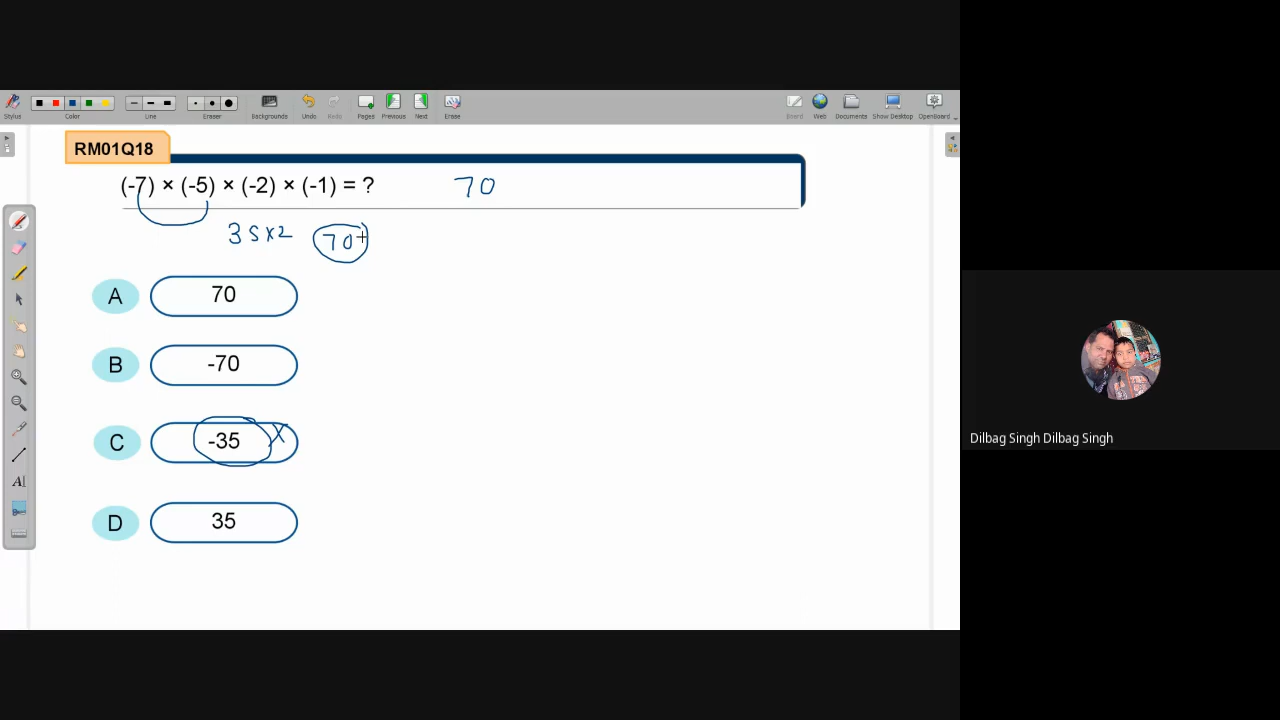 Stylus
Color
Line
Eraser
Backgrounds
Undo
Redo
Pages
Previous
Next
Erase
Board
Web
Documents
Show Desktop
OpenBoard
RM01Q18
(-7) × (-5) × (-2) × (-1) = ? 70
35x2 70
A 70
B -70
C -35 x
D 35
Dilbag Singh Dilbag Singh